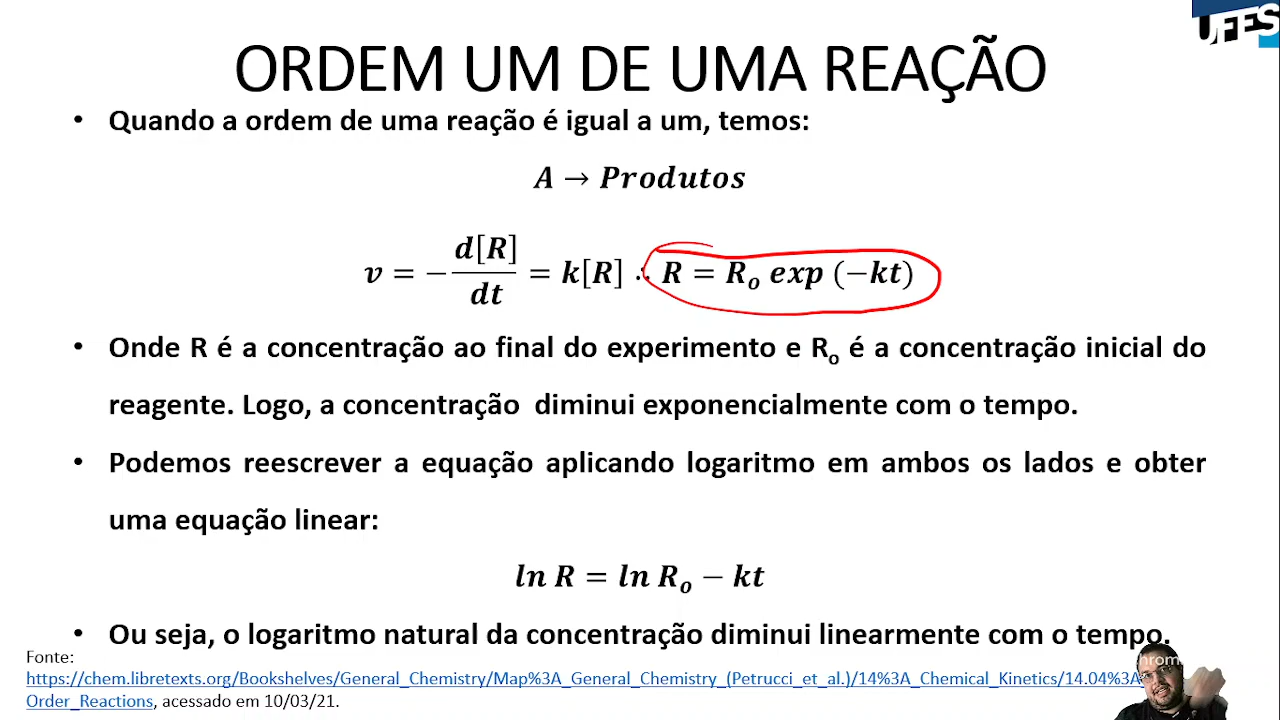 UFES
ORDEM UM DE UMA REAÇÃO
• Quando a ordem de uma reação é igual a um, temos:
A → Produtos
v = − d[R]/dt = k[R] ∴ R = Rₒ exp (−kt)
• Onde R é a concentração ao final do experimento e Rₒ é a concentração inicial do
reagente. Logo, a concentração diminui exponencialmente com o tempo.
• Podemos reescrever a equação aplicando logaritmo em ambos os lados e obter
uma equação linear:
ln R = ln Rₒ − kt
• Ou seja, o logaritmo natural da concentração diminui linearmente com o tempo.
Fonte:
https://chem.libretexts.org/Bookshelves/General_Chemistry/Map%3A_General_Chemistry_(Petrucci_et_al.)/14%3A_Chemical_Kinetics/14.04%3A
Order_Reactions, acessado em 10/03/21.